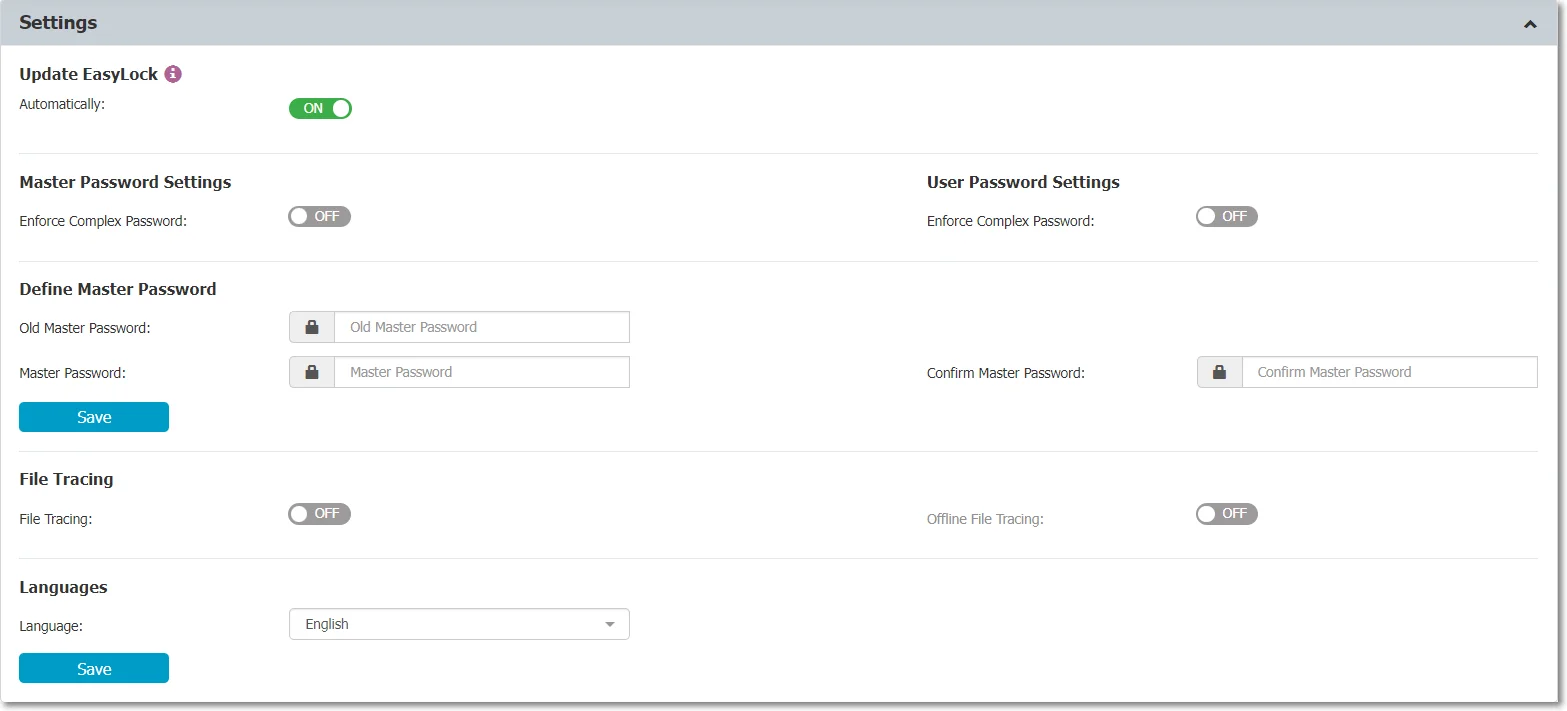 Settings
Update EasyLock
Automatically: ON
Master Password Settings User Password Settings
Enforce Complex Password: OFF Enforce Complex Password: OFF
Define Master Password
Old Master Password: Old Master Password
Master Password: Master Password Confirm Master Password: Confirm Master Password
Save
File Tracing
File Tracing: OFF Offline File Tracing: OFF
Languages
Language: English
Save